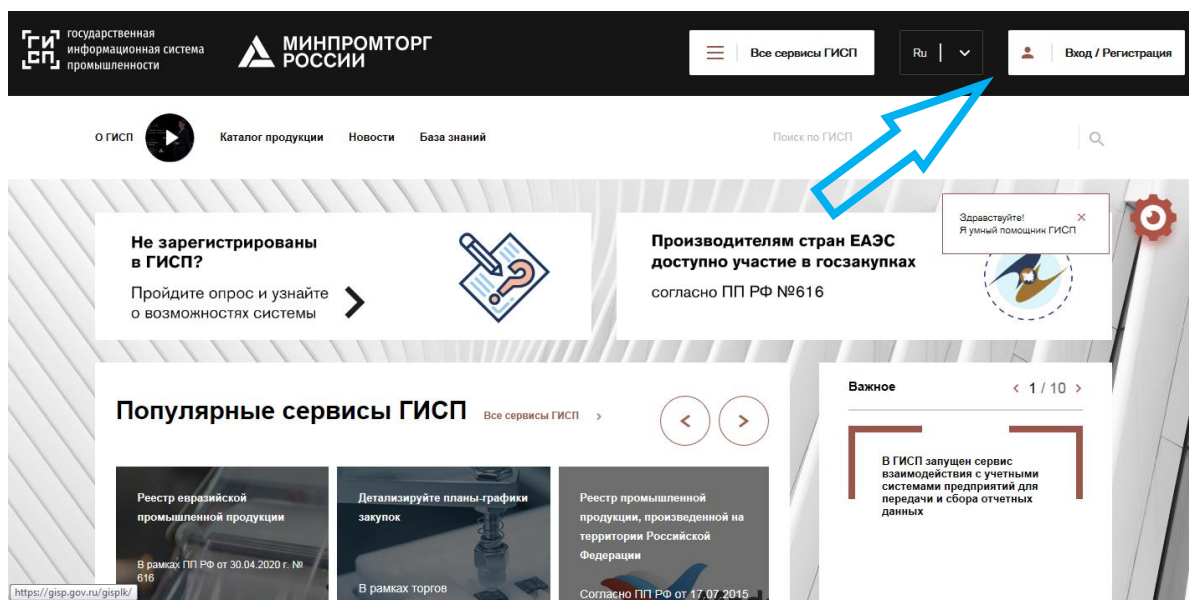 государственная
информационная система
промышленности
ГИСП
МИНПРОМТОРГ
РОССИИ
Все сервисы ГИСП
Ru
Вход / Регистрация
О ГИСП
Каталог продукции
Новости
База знаний
Поиск по ГИСП
Не зарегистрированы
в ГИСП?
Пройдите опрос и узнайте
о возможностях системы
Производителям стран ЕАЭС
доступно участие в госзакупках
согласно ПП РФ №616
Здравствуйте!
Я умный помощник ГИСП
Популярные сервисы ГИСП
Все сервисы ГИСП
Реестр евразийской
промышленной продукции
В рамках ПП РФ от 30.04.2020 г. №
616
Детализируйте планы-графики
закупок
В рамках торгов
Реестр промышленной
продукции, произведенной на
территории Российской
Федерации
Согласно ПП РФ от 17.07.2015
Важное
1 / 10
В ГИСП запущен сервис
взаимодействия с учетными
системами предприятий для
передачи и сбора отчетных
данных
https://gisp.gov.ru/gisplk/